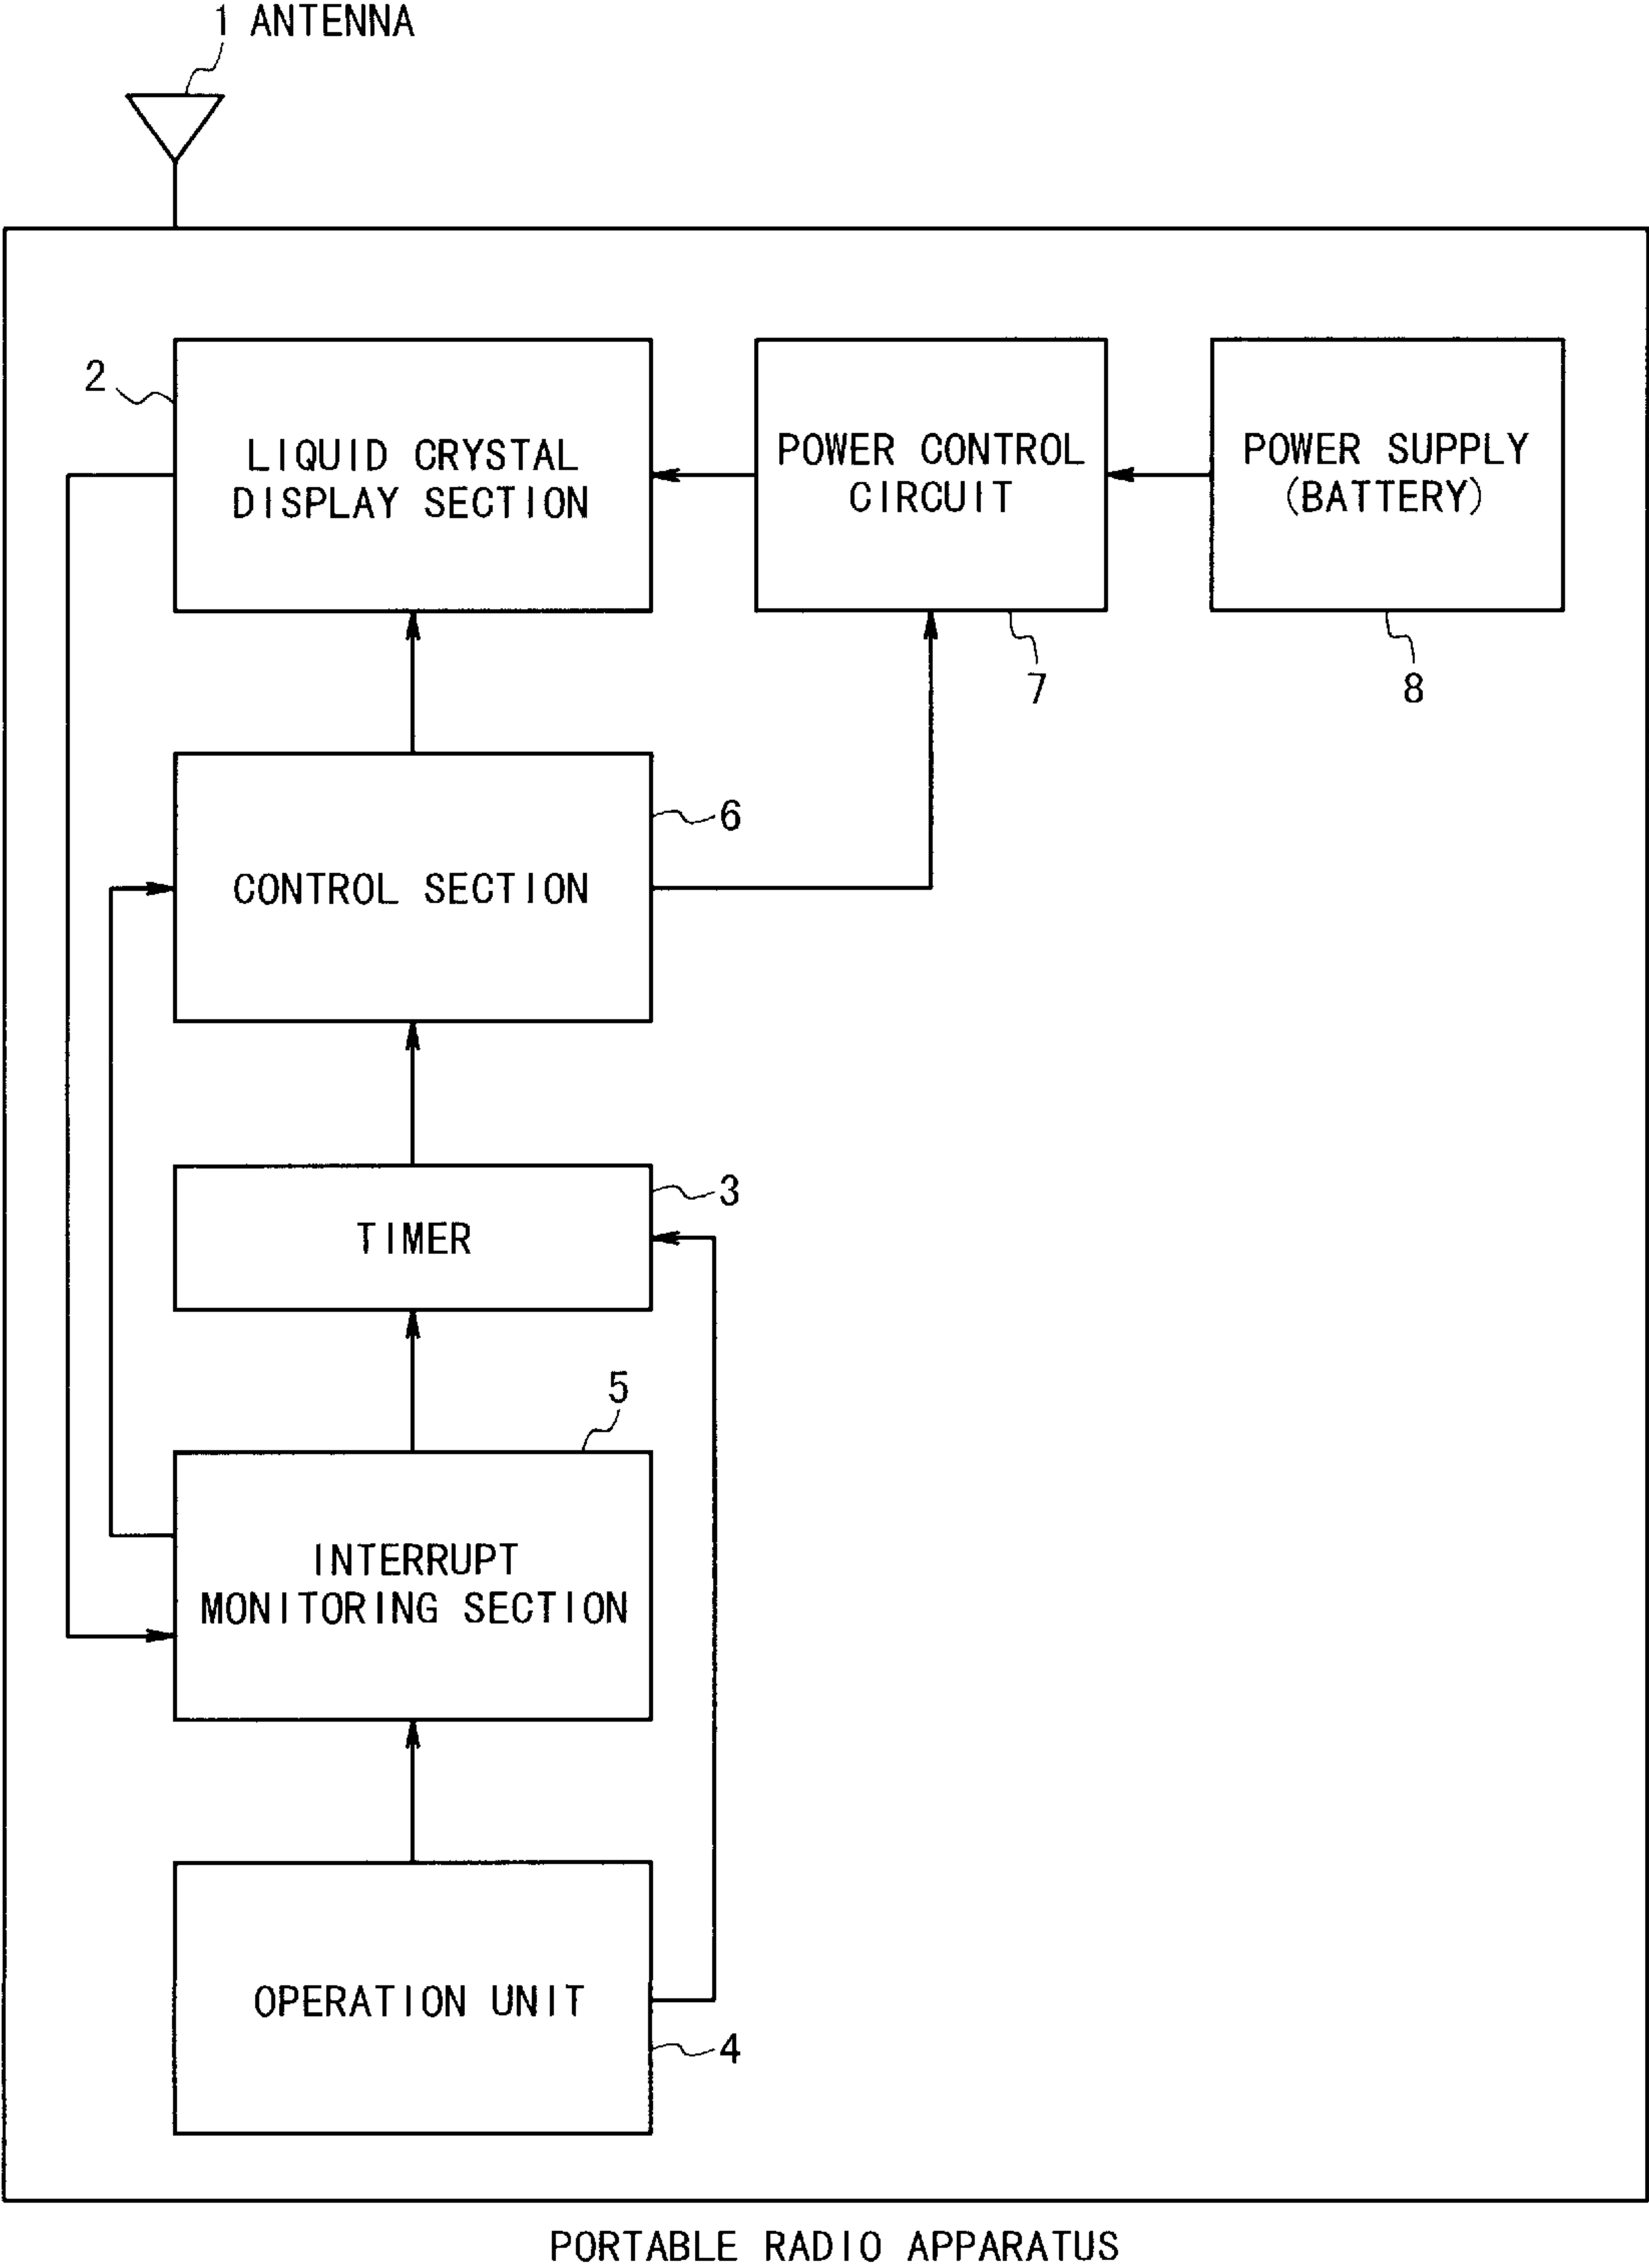 1 ANTENNA
2
LIQUID CRYSTAL
DISPLAY SECTION
POWER CONTROL
CIRCUIT
POWER SUPPLY
(BATTERY)
7
8
6
CONTROL SECTION
3
TIMER
5
INTERRUPT
MONITORING SECTION
OPERATION UNIT
4
PORTABLE RADIO APPARATUS